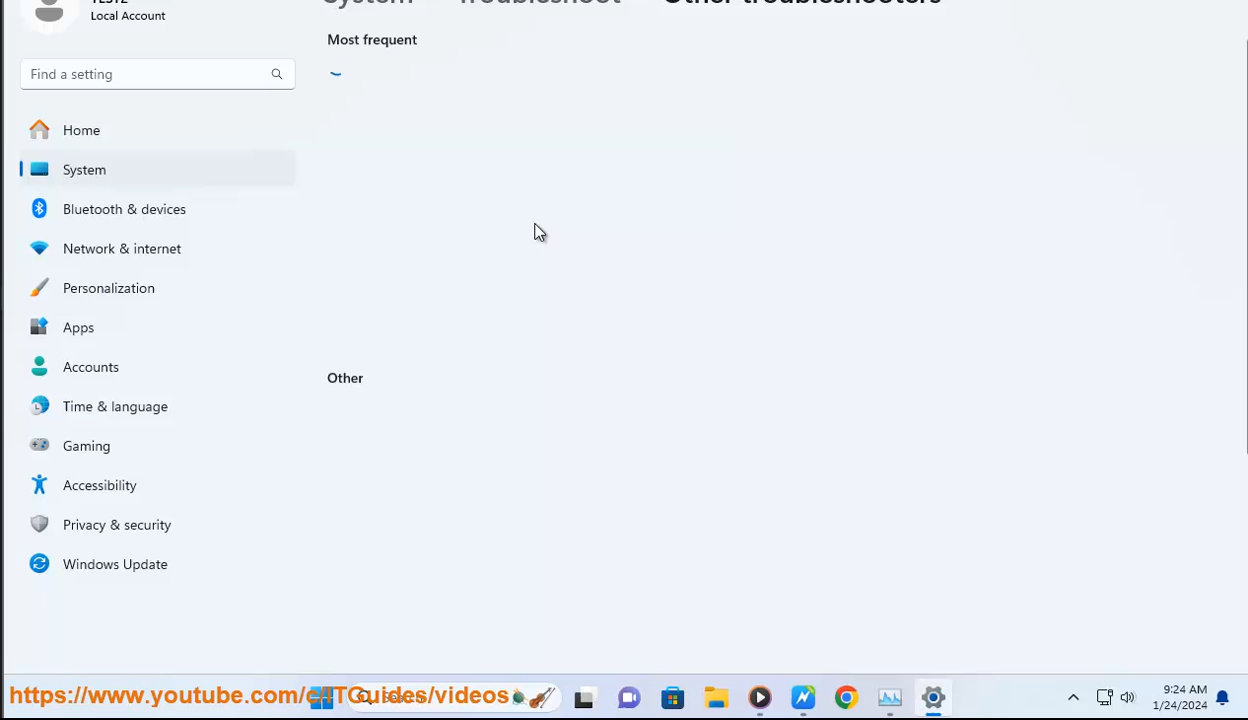 TEST2
System Troubleshoot Other troubleshooters
Local Account
Most frequent
Find a setting
Home
System
Bluetooth & devices
Network & internet
Personalization
Apps
Accounts
Other
Time & language
Gaming
Accessibility
Privacy & security
Windows Update
https://www.youtube.com/c/ITGuides/videos
Search
9:24 AM
1/24/2024